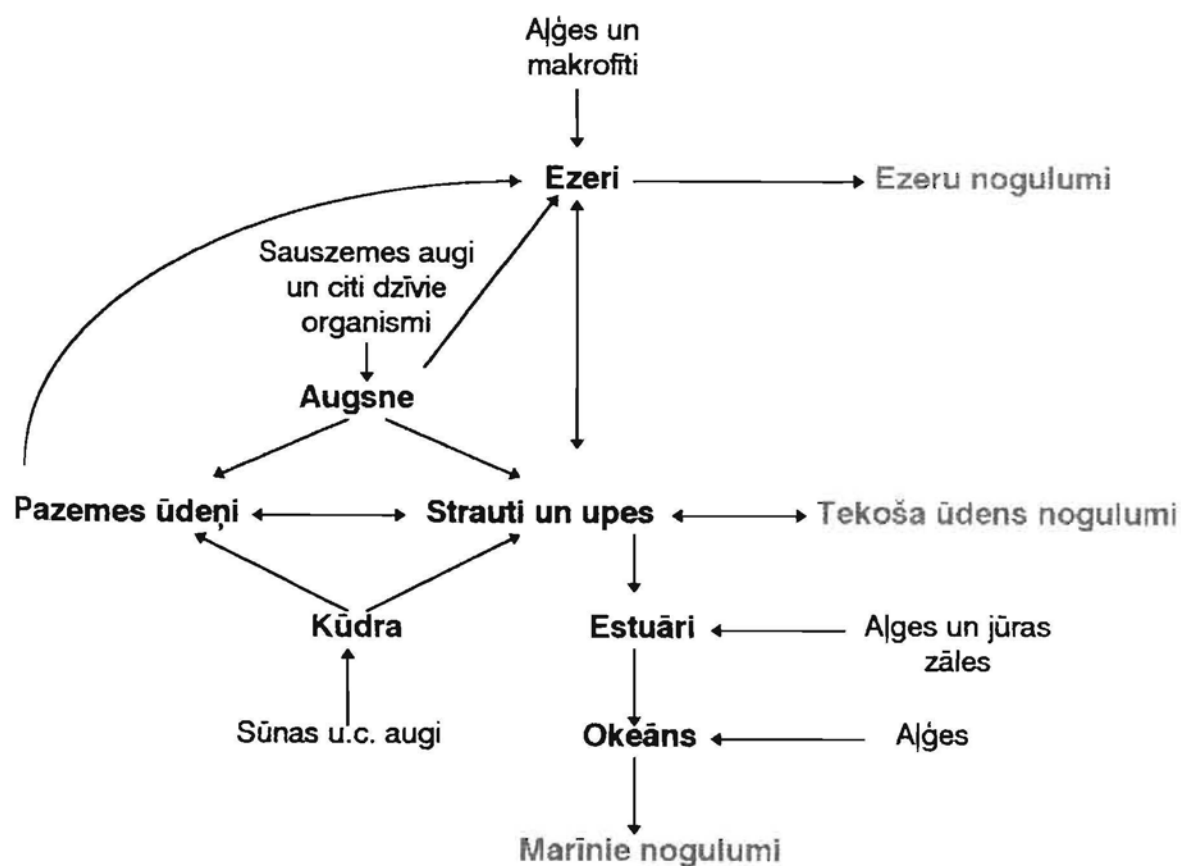 Aļģes un
makrofīti
Ezeri
Ezeru nogulumi
Sauszemes augi
un citi dzīvie
organismi
Augsne
Pazemes ūdeņi
Strauti un upes
Tekoša ūdens nogulumi
Kūdra
Estuāri
Aļges un jūras
zāles
Sūnas u.c. augi
Okeāns
Aļģes
Marīnie nogulumi